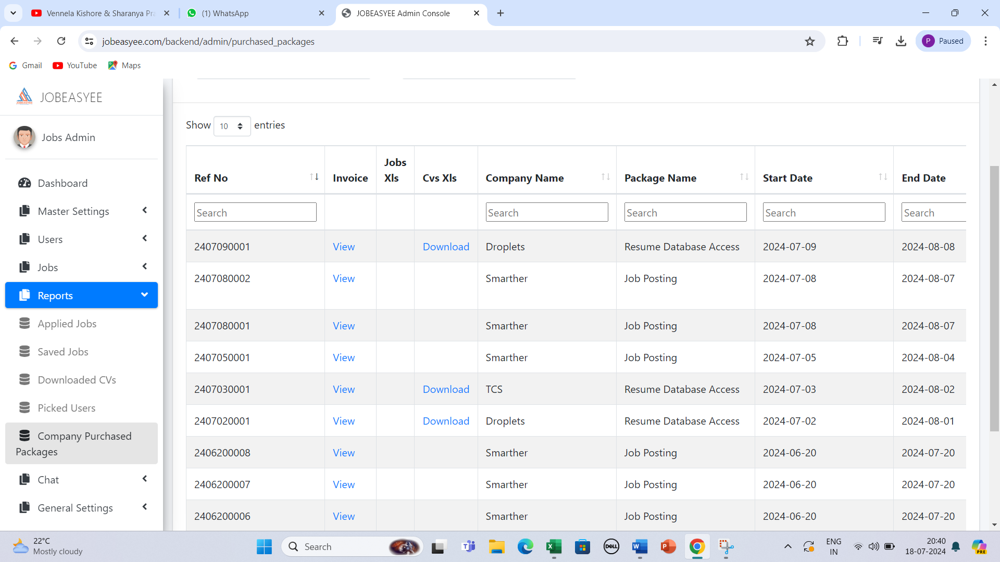 Vennela Kishore & Sharanya Pra
(1) WhatsApp
JOBEASYEE Admin Console
jobeasyee.com/backend/admin/purchased_packages
P Paused
Gmail YouTube Maps
JOBEASYEE
Jobs Admin
Dashboard
Master Settings
Users
Jobs
Reports
Applied Jobs
Saved Jobs
Downloaded CVs
Picked Users
Company Purchased
Packages
Chat
General Settings
Show 10 entries
Ref No Invoice Jobs Xls Cvs Xls Company Name Package Name Start Date End Date
Search Search Search Search Search
2407090001 View Download Droplets Resume Database Access 2024-07-09 2024-08-08
2407080002 View Smarther Job Posting 2024-07-08 2024-08-07
2407080001 View Smarther Job Posting 2024-07-08 2024-08-07
2407050001 View Smarther Job Posting 2024-07-05 2024-08-04
2407030001 View Download TCS Resume Database Access 2024-07-03 2024-08-02
2407020001 View Download Droplets Resume Database Access 2024-07-02 2024-08-01
2406200008 View Smarther Job Posting 2024-06-20 2024-07-20
2406200007 View Smarther Job Posting 2024-06-20 2024-07-20
2406200006 View Smarther Job Posting 2024-06-20 2024-07-20
22°C
Mostly cloudy
Search
DELL
ENG
IN
20:40
18-07-2024
PRE